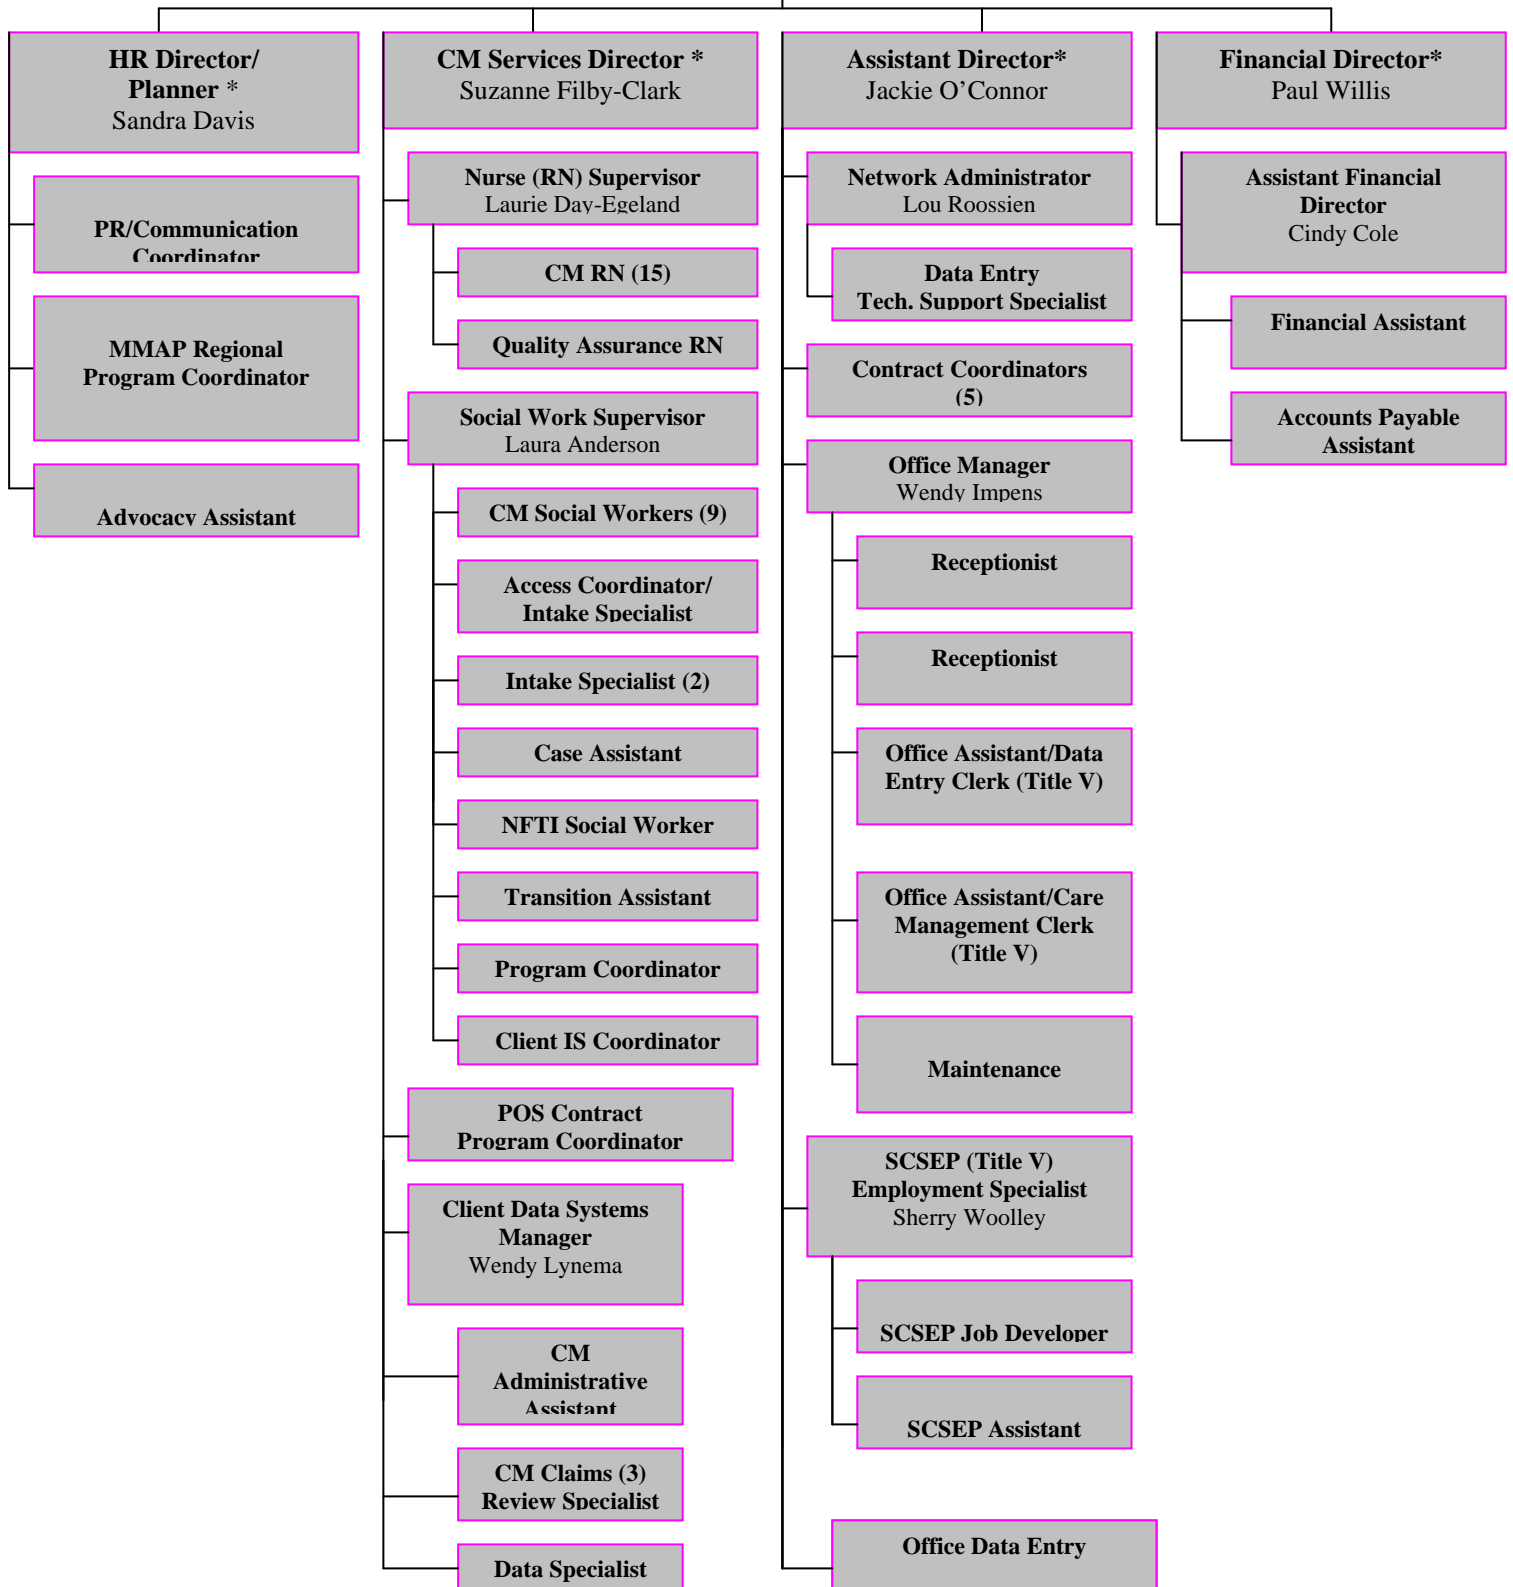 HR Director/
Planner *
Sandra Davis
PR/Communication
Coordinator
MMAP Regional
Program Coordinator
Advocacy Assistant
CM Services Director *
Suzanne Filby-Clark
Nurse (RN) Supervisor
Laurie Day-Egeland
CM RN (15)
Quality Assurance RN
Social Work Supervisor
Laura Anderson
CM Social Workers (9)
Access Coordinator/
Intake Specialist
Intake Specialist (2)
Case Assistant
NFTI Social Worker
Transition Assistant
Program Coordinator
Client IS Coordinator
POS Contract
Program Coordinator
Client Data Systems
Manager
Wendy Lynema
CM
Administrative
Assistant
CM Claims (3)
Review Specialist
Data Specialist
Assistant Director*
Jackie O’Connor
Network Administrator
Lou Roossien
Data Entry
Tech. Support Specialist
Contract Coordinators
(5)
Office Manager
Wendy Impens
Receptionist
Receptionist
Office Assistant/Data
Entry Clerk (Title V)
Office Assistant/Care
Management Clerk
(Title V)
Maintenance
SCSEP (Title V)
Employment Specialist
Sherry Woolley
SCSEP Job Developer
SCSEP Assistant
Office Data Entry
Financial Director*
Paul Willis
Assistant Financial
Director
Cindy Cole
Financial Assistant
Accounts Payable
Assistant